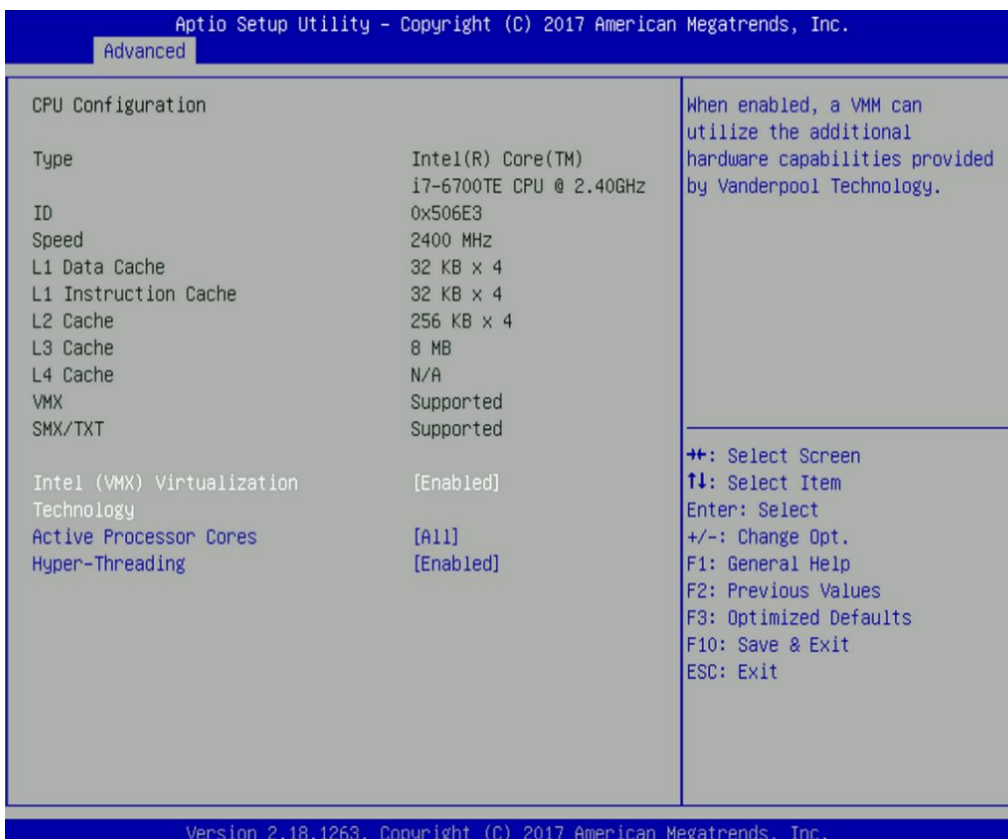 Aptio Setup Utility - Copyright (C) 2017 American Megatrends, Inc.
Advanced
CPU Configuration
Type Intel(R) Core(TM)
i7-6700TE CPU @ 2.40GHz
ID 0x506E3
Speed 2400 MHz
L1 Data Cache 32 KB x 4
L1 Instruction Cache 32 KB x 4
L2 Cache 256 KB x 4
L3 Cache 8 MB
L4 Cache N/A
VMX Supported
SMX/TXT Supported
Intel (VMX) Virtualization [Enabled]
Technology
Active Processor Cores [All]
Hyper-Threading [Enabled]
When enabled, a VMM can
utilize the additional
hardware capabilities provided
by Vanderpool Technology.
→←: Select Screen
↑↓: Select Item
Enter: Select
+/-: Change Opt.
F1: General Help
F2: Previous Values
F3: Optimized Defaults
F10: Save & Exit
ESC: Exit
Version 2.18.1263. Copyright (C) 2017 American Megatrends, Inc.